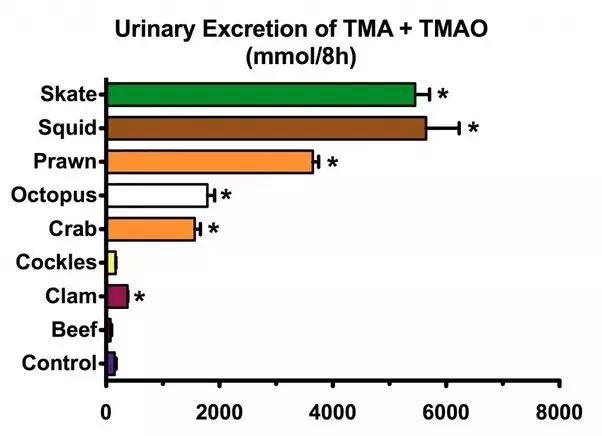 Urinary Excretion of TMA + TMAO
(mmol/8h)
Skate *
Squid *
Prawn *
Octopus *
Crab *
Cockles
Clam *
Beef
Control
0 2000 4000 6000 8000